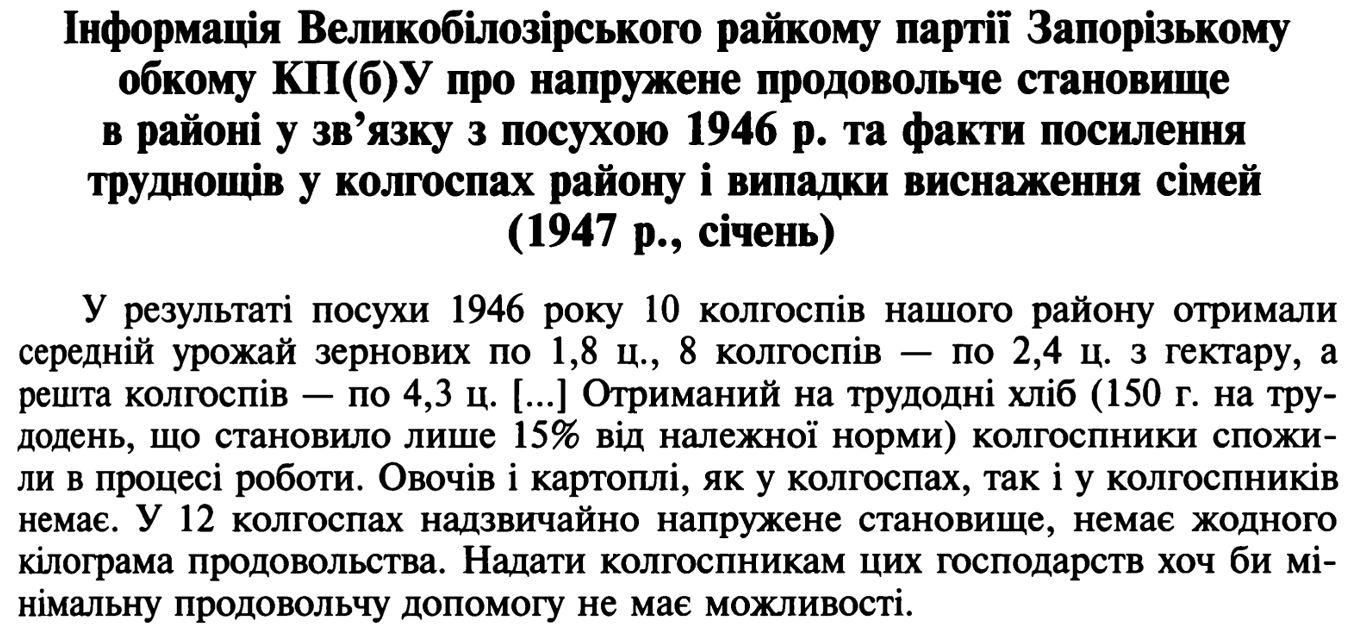 Інформація Великобілозірського райкому партії Запорізькому
обкому КП(б)У про напружене продовольче становище
в районі у зв’язку з посухою 1946 р. та факти посилення
труднощів у колгоспах району і випадки виснаження сімей
(1947 р., січень)
У результаті посухи 1946 року 10 колгоспів нашого району отримали
середній урожай зернових по 1,8 ц., 8 колгоспів — по 2,4 ц. з гектару, а
решта колгоспів — по 4,3 ц. [...] Отриманий на трудодні хліб (150 г. на тру-
додень, що становило лише 15% від належної норми) колгоспники спожи-
ли в процесі роботи. Овочів і картоплі, як у колгоспах, так і у колгоспників
немає. У 12 колгоспах надзвичайно напружене становище, немає жодного
кілограма продовольства. Надати колгоспникам цих господарств хоч би мі-
німальну продовольчу допомогу не має можливості.